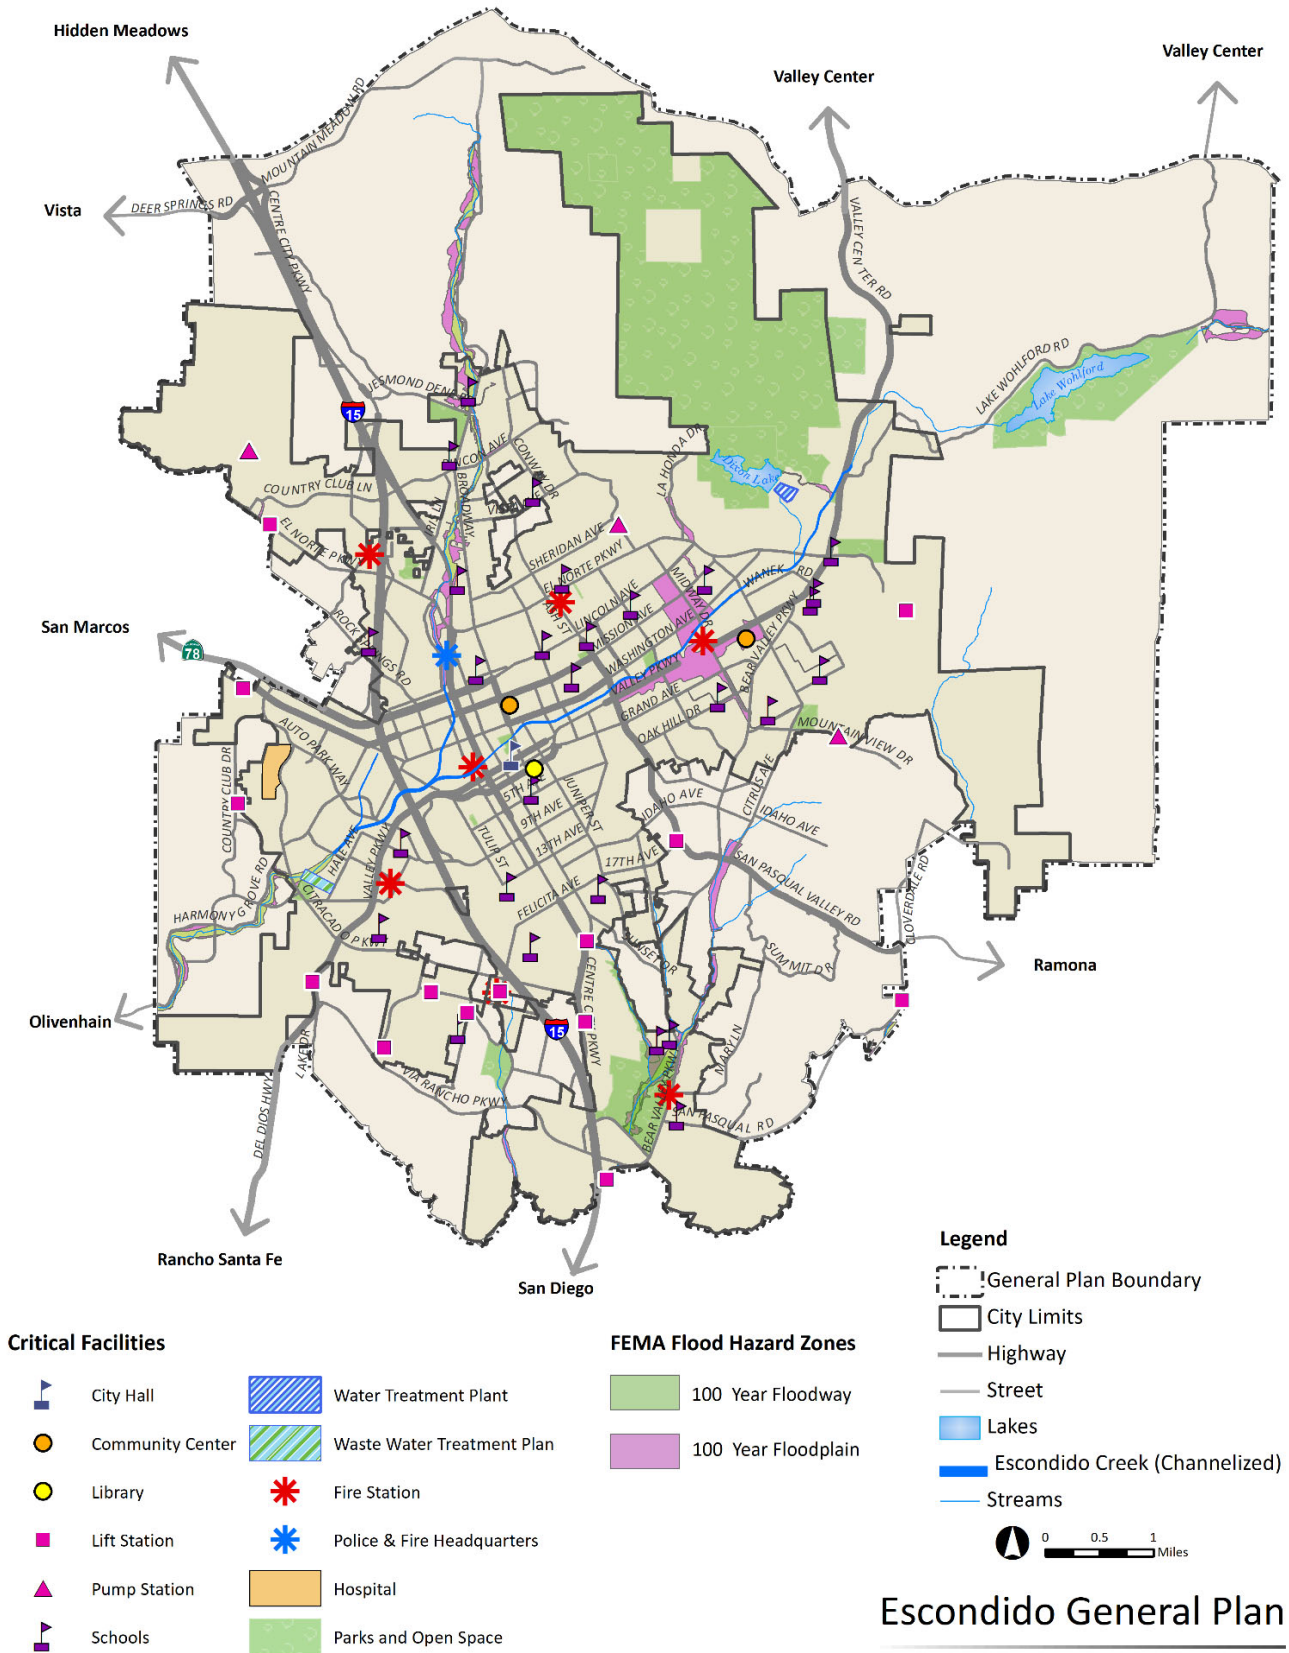 Hidden Meadows
Valley Center
Valley Center
Vista
DEER SPRINGS RD
MOUNTAIN MEADOW RD
CENTRE CITY PKWY
VALLEY CENTER RD
LAKE WOHLFORD RD
Lake Wohlford
JESMOND DENE R
15
COUNTRY CLUB LN
EL NORTE PKWY
RINCON AVE
CONWAY DR
BROADWAY
LA HONDA DR
Dixon Lake
SHERIDAN AVE
EL NORTE PKWY
ASH ST
LINCOLN AVE
MISSION AVE
WASHINGTON AVE
MIDWAY DR
WANEK RD
VALLEY PKWY
GRAND AVE
OAK HILL DR
BEAR VALLEY PKWY
MOUNTAIN VIEW DR
San Marcos
78
ROCK SPRINGS RD
AUTO PARK WAY
COUNTRY CLUB DR
5TH AVE
9TH AVE
13TH AVE
17TH AVE
JUNIPER ST
TULIP ST
FELICITA AVE
IDAHO AVE
CITRUS AVE
IDAHO AVE
SAN PASQUAL VALLEY RD
CLOVERDALE RD
HALE AVE
VALLEY PKWY
HARMONY GROVE RD
CITRACADO PKWY
SUNSET DR
SUMMIT DR
Ramona
Olivenhain
15
CENTRE CITY PKWY
MARY LN
LAKE DR
DEL DIOS HWY
VIA RANCHO PKWY
BEAR VALLEY PKWY
SAN PASQUAL RD
Rancho Santa Fe
San Diego
Legend
General Plan Boundary
City Limits
Highway
Street
Lakes
Escondido Creek (Channelized)
Streams
0 0.5 1
Miles
Critical Facilities
City Hall
Community Center
Library
Lift Station
Pump Station
Schools
Water Treatment Plant
Waste Water Treatment Plan
Fire Station
Police & Fire Headquarters
Hospital
Parks and Open Space
FEMA Flood Hazard Zones
100 Year Floodway
100 Year Floodplain
Escondido General Plan